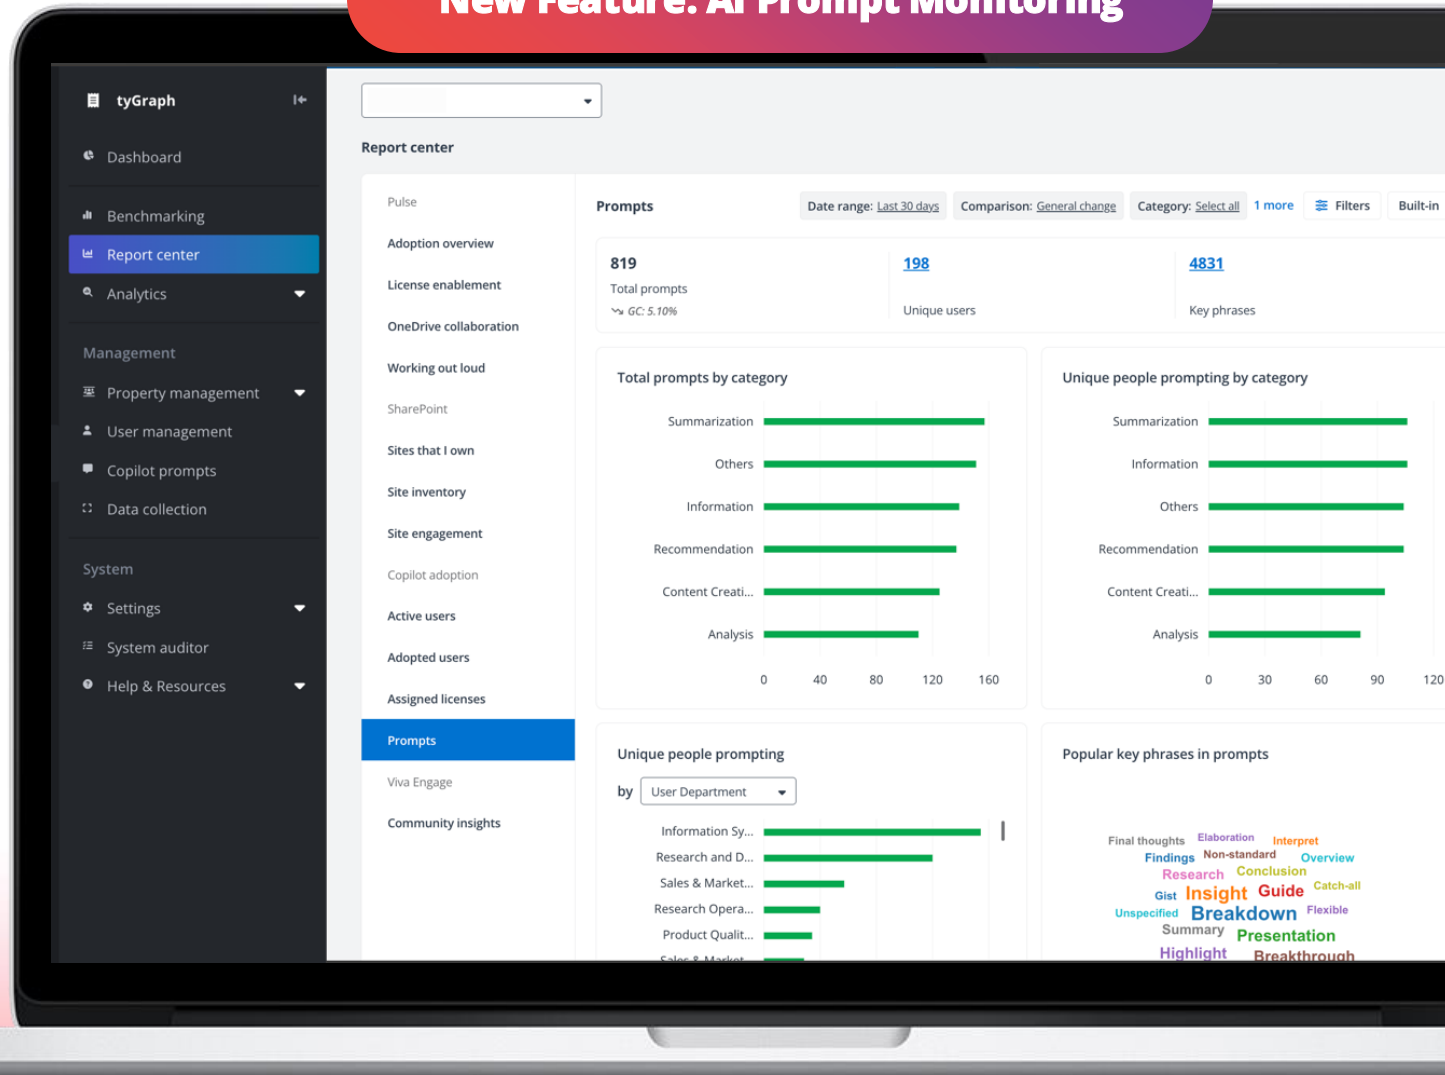 New Feature: AI Prompt Monitoring
tyGraph
Dashboard
Benchmarking
Report center
Analytics
Management
Property management
User management
Copilot prompts
Data collection
System
Settings
System auditor
Help & Resources
Report center
Pulse
Adoption overview
License enablement
OneDrive collaboration
Working out loud
SharePoint
Sites that I own
Site inventory
Site engagement
Copilot adoption
Active users
Adopted users
Assigned licenses
Prompts
Viva Engage
Community insights
Prompts
Date range: Last 30 days
Comparison: General change
Category: Select all
1 more
Filters
Built-in
819
Total prompts
GC: 5.10%
198
Unique users
4831
Key phrases
Total prompts by category
Summarization
Others
Information
Recommendation
Content Creati...
Analysis
0 40 80 120 160
Unique people prompting by category
Summarization
Information
Others
Recommendation
Content Creati...
Analysis
0 30 60 90 120
Unique people prompting
by User Department
Information Sy...
Research and D...
Sales & Market...
Research Opera...
Product Qualit...
Sales & Market...
Popular key phrases in prompts
Final thoughts Elaboration Interpret
Findings Non-standard Overview
Research Conclusion
Gist Insight Guide Catch-all
Unspecified Breakdown Flexible
Summary Presentation
Highlight Breakthrough